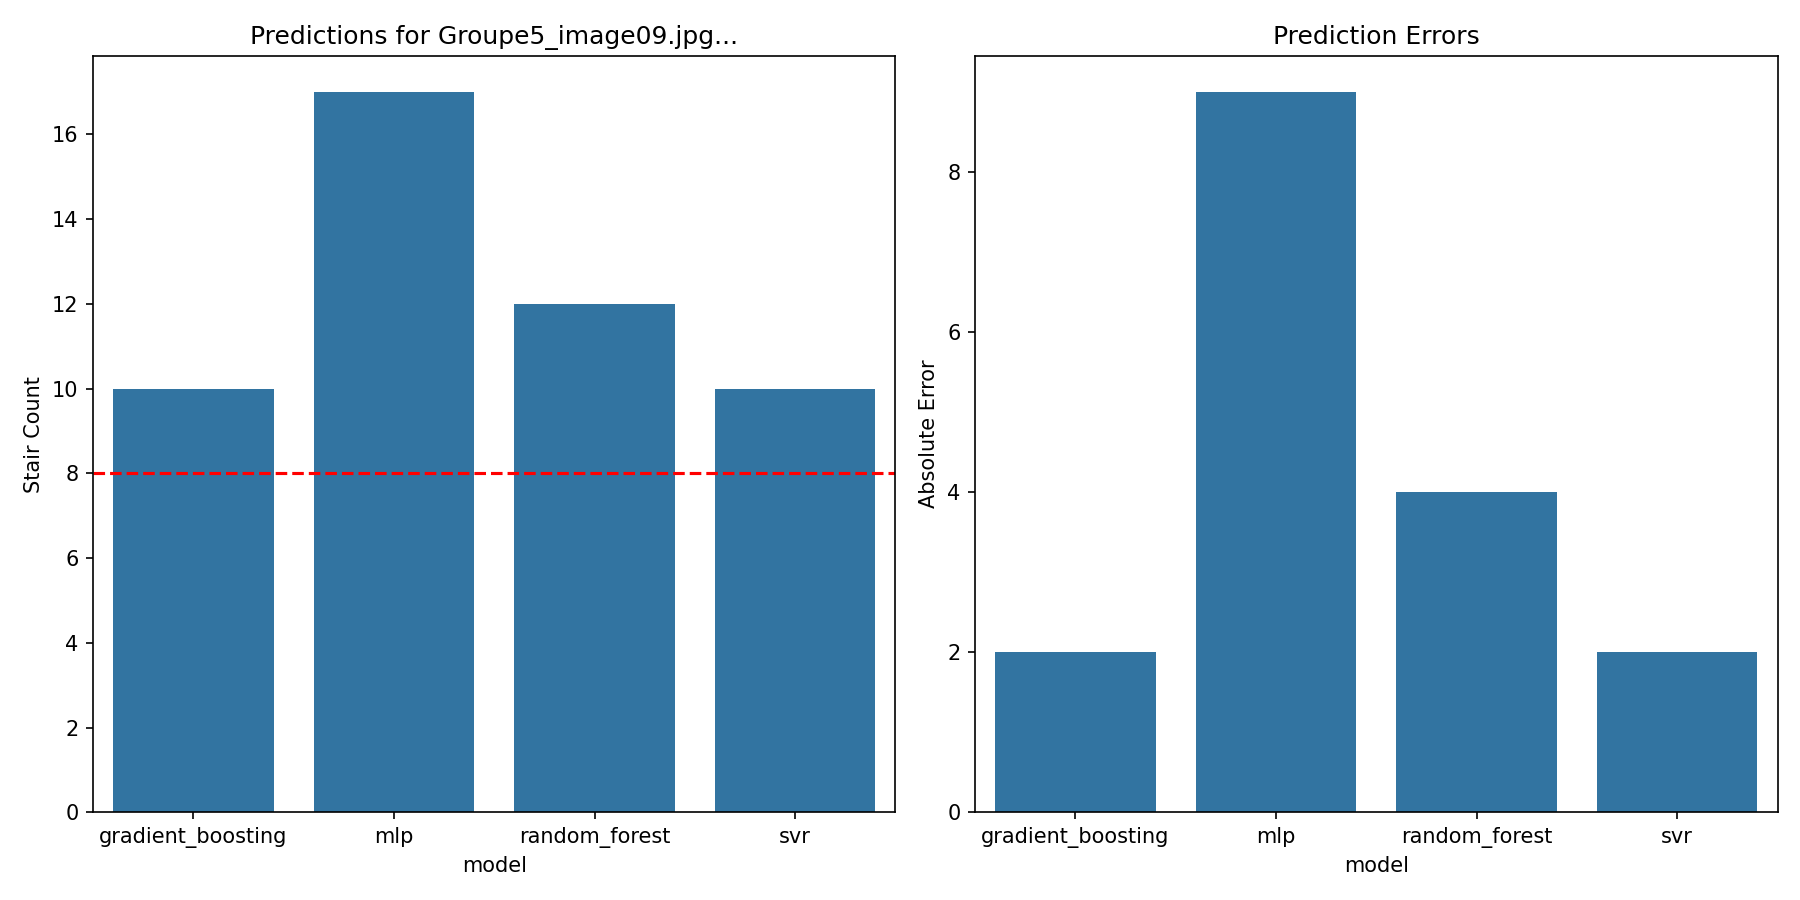 Predictions for Groupe5_image09.jpg...
Stair Count
16
14
12
10
8
6
4
2
0
gradient_boosting mlp random_forest svr
model
Prediction Errors
Absolute Error
8
6
4
2
0
gradient_boosting mlp random_forest svr
model